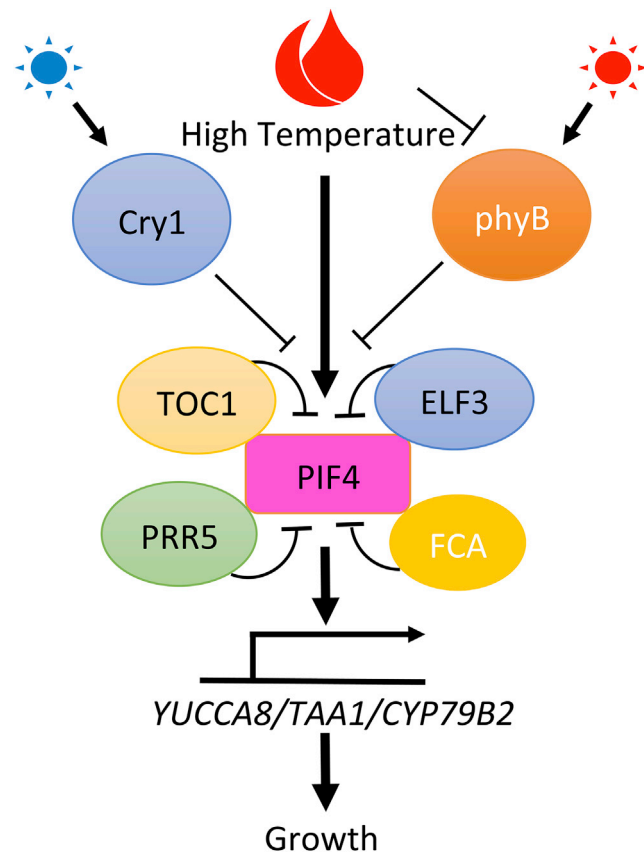 High Temperature
Cry1
phyB
TOC1
ELF3
PIF4
PRR5
FCA
YUCCA8/TAA1/CYP79B2
Growth